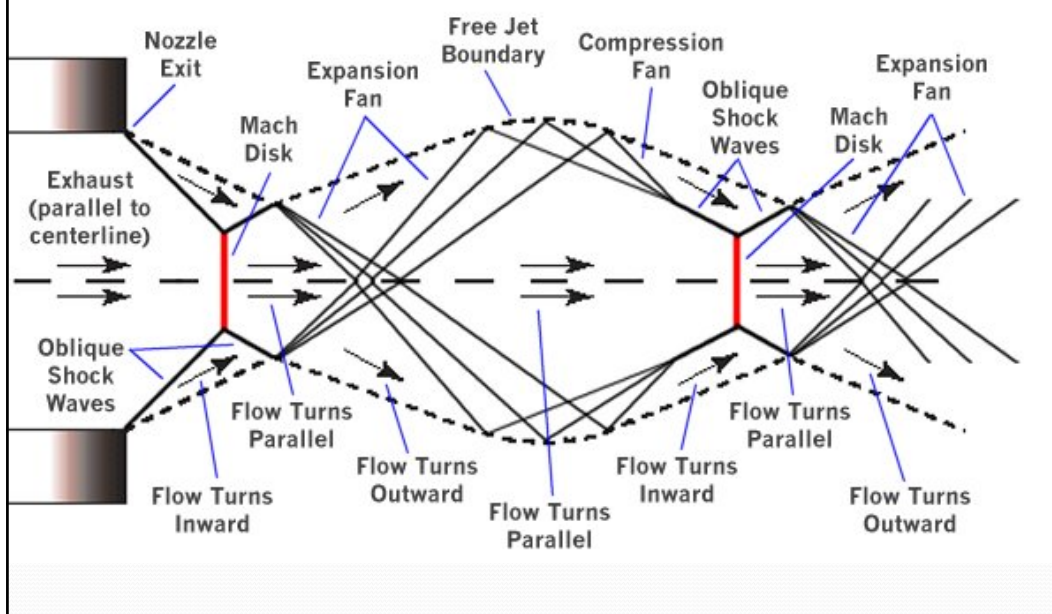 Nozzle
Exit
Expansion
Fan
Free Jet
Boundary
Compression
Fan
Oblique
Shock
Waves
Expansion
Fan
Mach
Disk
Mach
Disk
Exhaust
(parallel to
centerline)
Oblique
Shock
Waves
Flow Turns
Inward
Flow Turns
Parallel
Flow Turns
Outward
Flow Turns
Parallel
Flow Turns
Inward
Flow Turns
Parallel
Flow Turns
Outward